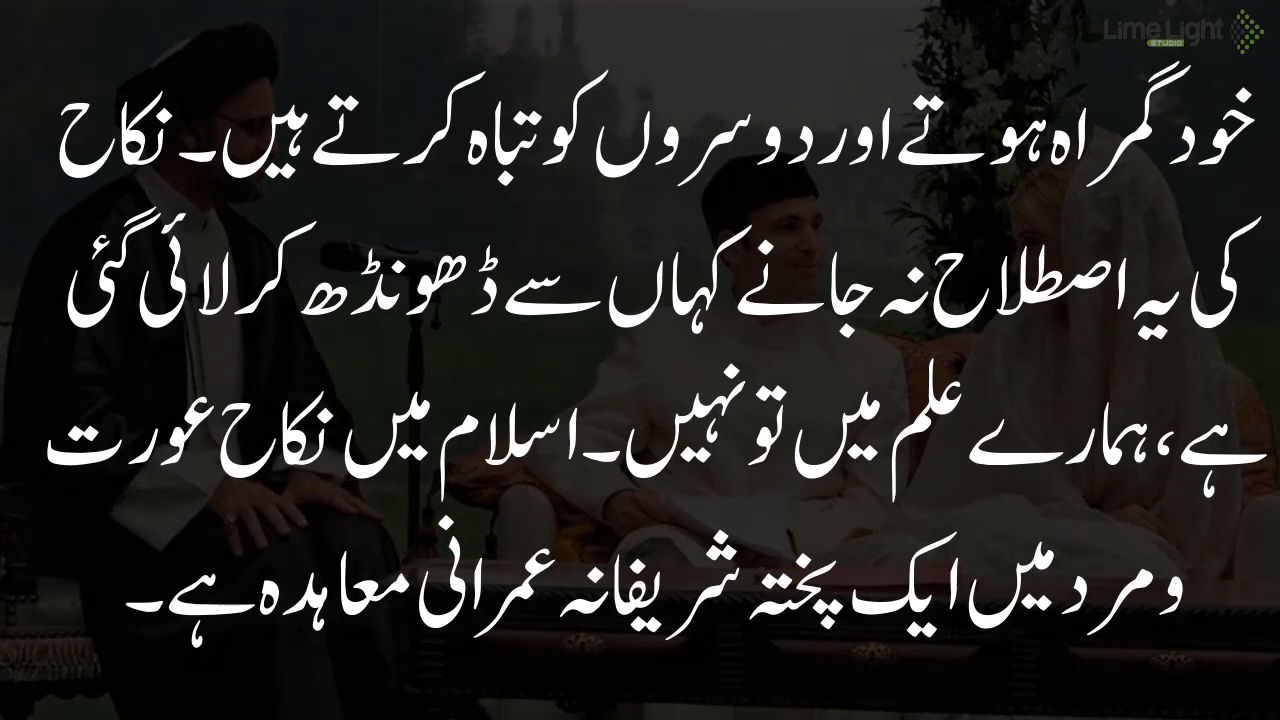 Lime Light
STUDIO
خود گمراہ ہوتے اور دوسروں کو تباہ کرتے ہیں۔ نکاح
کی یہ اصطلاح نہ جانے کہاں سے ڈھونڈھ کر لائی گئی
ہے، ہمارے علم میں تو نہیں۔ اسلام میں نکاح عورت
و مرد میں ایک پختہ شریفانہ عمرانی معاہدہ ہے۔